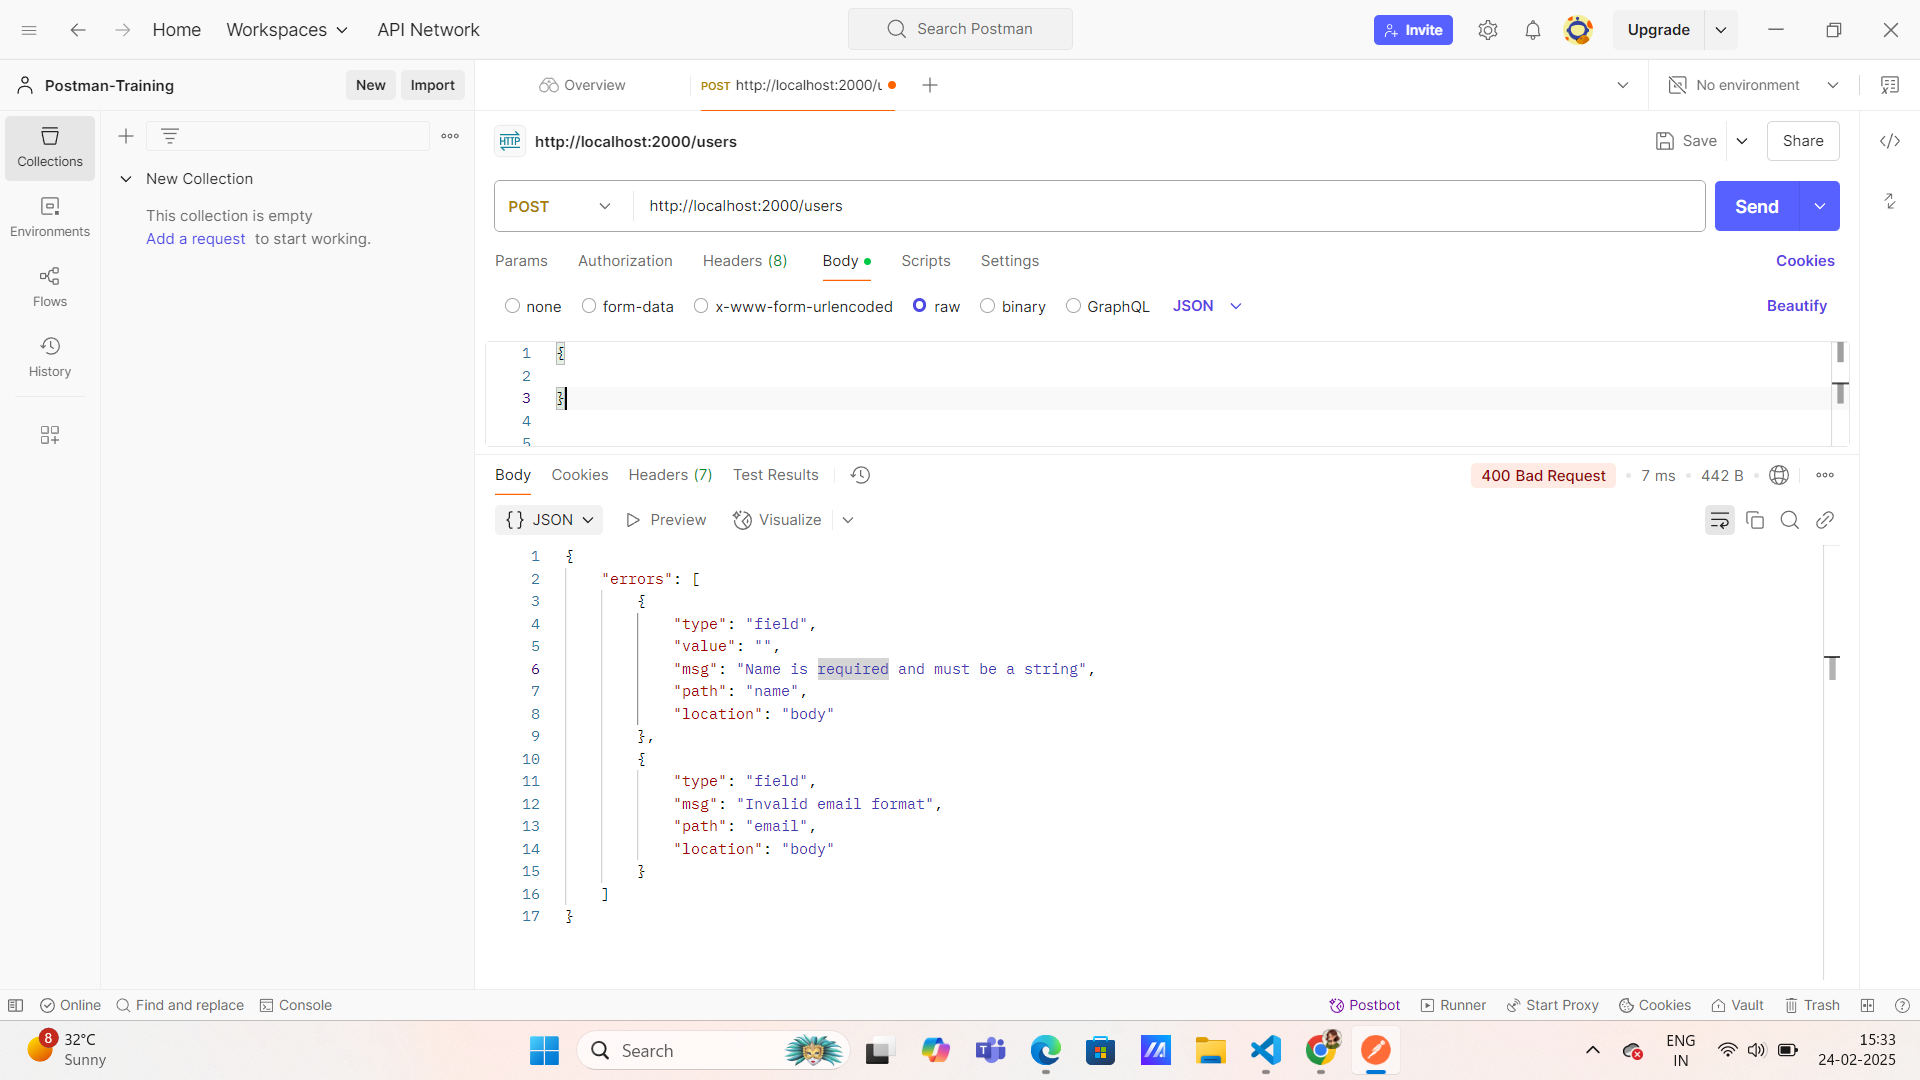 Home
Workspaces
API Network
Search Postman
Invite
Upgrade
Postman-Training
New
Import
Overview
POST http://localhost:2000/u
No environment
Collections
New Collection
This collection is empty
Add a request to start working.
Environments
Flows
History
HTTP
http://localhost:2000/users
Save
Share
POST
http://localhost:2000/users
Send
Params
Authorization
Headers (8)
Body
Scripts
Settings
Cookies
none
form-data
x-www-form-urlencoded
raw
binary
GraphQL
JSON
Beautify
1 {
2
3 }
4
5
Body
Cookies
Headers (7)
Test Results
400 Bad Request
7 ms
442 B
{} JSON
Preview
Visualize
1 {
2 "errors": [
3 {
4 "type": "field",
5 "value": "",
6 "msg": "Name is required and must be a string",
7 "path": "name",
8 "location": "body"
9 },
10 {
11 "type": "field",
12 "msg": "Invalid email format",
13 "path": "email",
14 "location": "body"
15 }
16 ]
17 }
Online
Find and replace
Console
Postbot
Runner
Start Proxy
Cookies
Vault
Trash
8
32°C
Sunny
Search
ENG
IN
15:33
24-02-2025